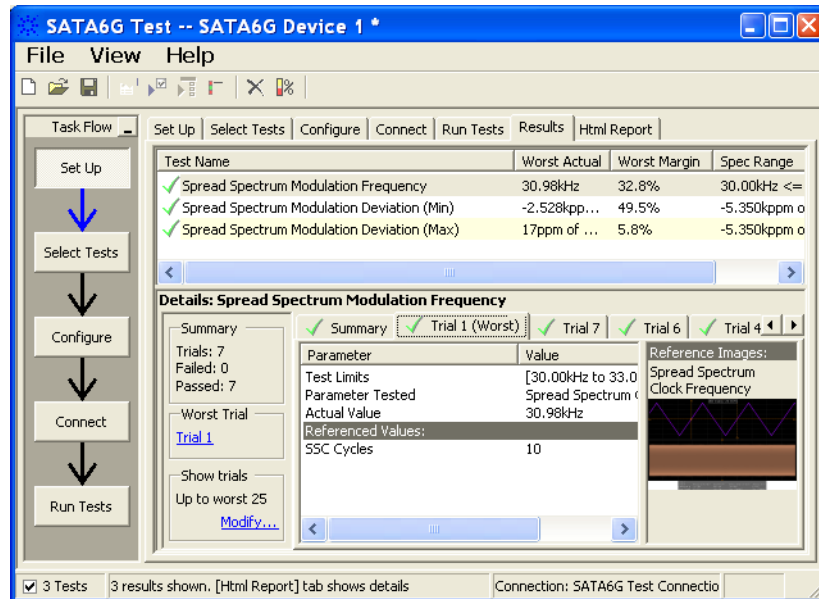 SATA6G Test -- SATA6G Device 1 *
File View Help
Task Flow
Set Up
Select Tests
Configure
Connect
Run Tests
Set Up Select Tests Configure Connect Run Tests Results Html Report
Test Name Worst Actual Worst Margin Spec Range
Spread Spectrum Modulation Frequency 30.98kHz 32.8% 30.00kHz <=
Spread Spectrum Modulation Deviation (Min) -2.528kpp... 49.5% -5.350kppm o
Spread Spectrum Modulation Deviation (Max) 17ppm of ... 5.8% -5.350kppm o
Details: Spread Spectrum Modulation Frequency
Summary
Trials: 7
Failed: 0
Passed: 7
Worst Trial
Trial 1
Show trials
Up to worst 25
Modify...
Summary Trial 1 (Worst) Trial 7 Trial 6 Trial 4
Parameter Value
Test Limits [30.00kHz to 33.0
Parameter Tested Spread Spectrum
Actual Value 30.98kHz
Referenced Values:
SSC Cycles 10
Reference Images:
Spread Spectrum
Clock Frequency
3 Tests 3 results shown. [Html Report] tab shows details Connection: SATA6G Test Connectio